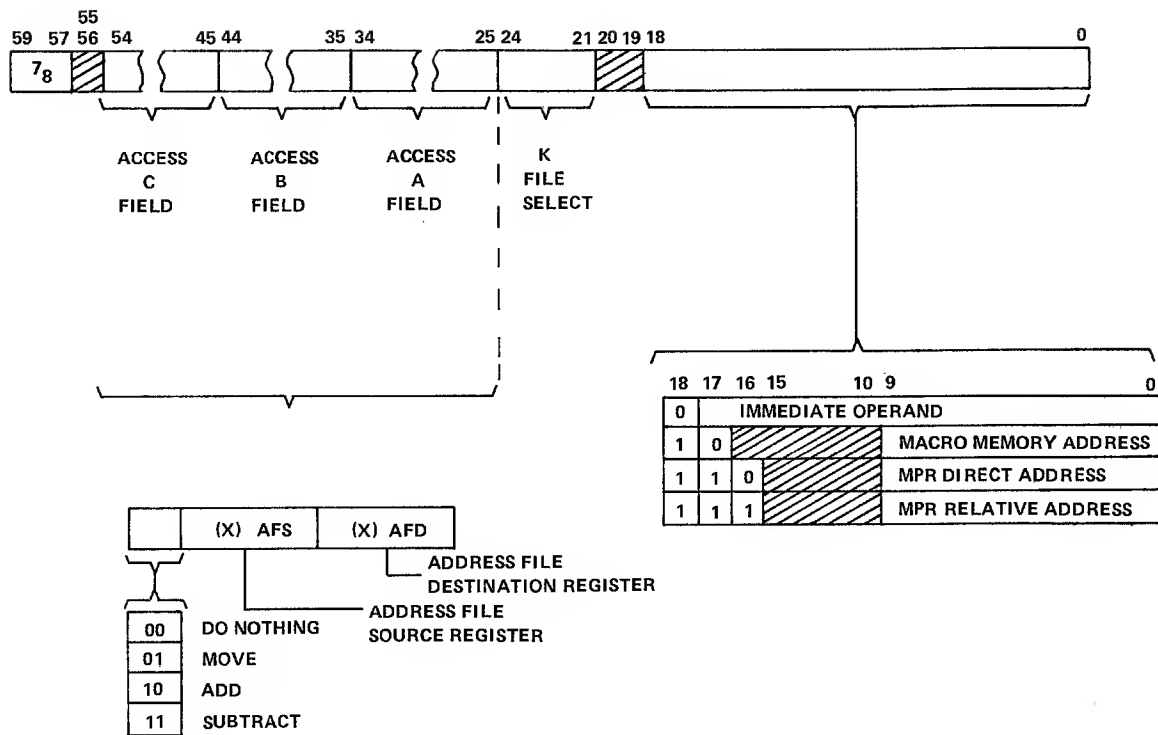 55
59 57 56 54 45 44 35 34 25 24 21 20 19 18 0
7₈
ACCESS
C
FIELD
ACCESS
B
FIELD
ACCESS
A
FIELD
K
FILE
SELECT
18 17 16 15 10 9 0
0 IMMEDIATE OPERAND
1 0 MACRO MEMORY ADDRESS
1 1 0 MPR DIRECT ADDRESS
1 1 1 MPR RELATIVE ADDRESS
(X) AFS (X) AFD
ADDRESS FILE
DESTINATION REGISTER
ADDRESS FILE
SOURCE REGISTER
00 DO NOTHING
01 MOVE
10 ADD
11 SUBTRACT